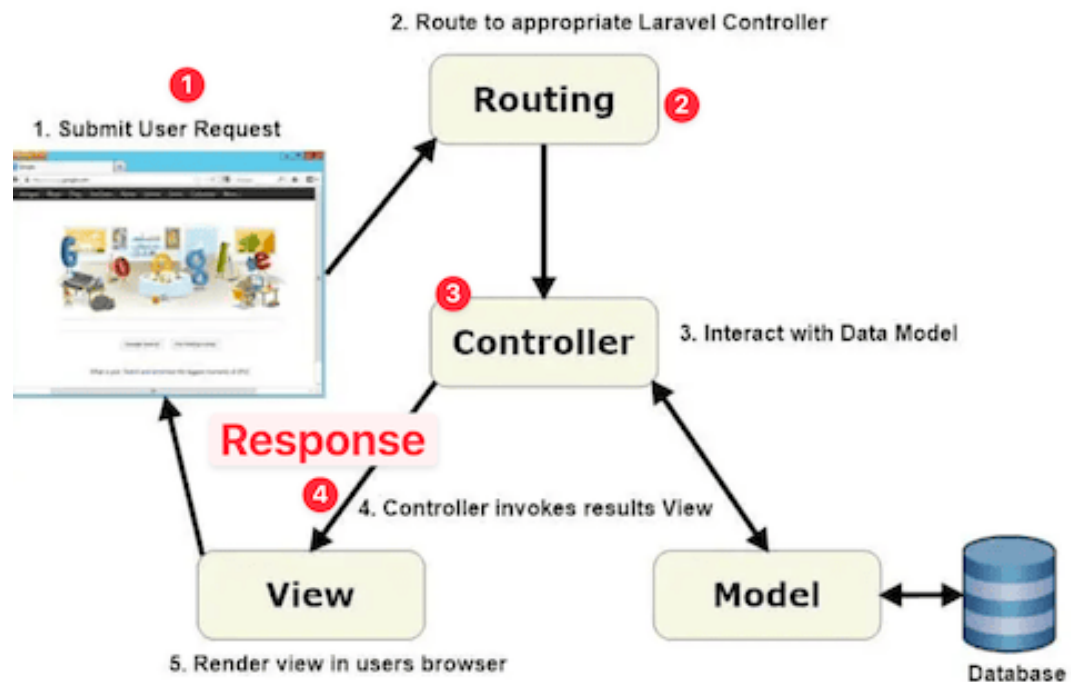 2. Route to appropriate Laravel Controller
1
1. Submit User Request
Routing
2
Google
3
Controller
3. Interact with Data Model
Response
4
4. Controller invokes results View
View
Model
5. Render view in users browser
Database